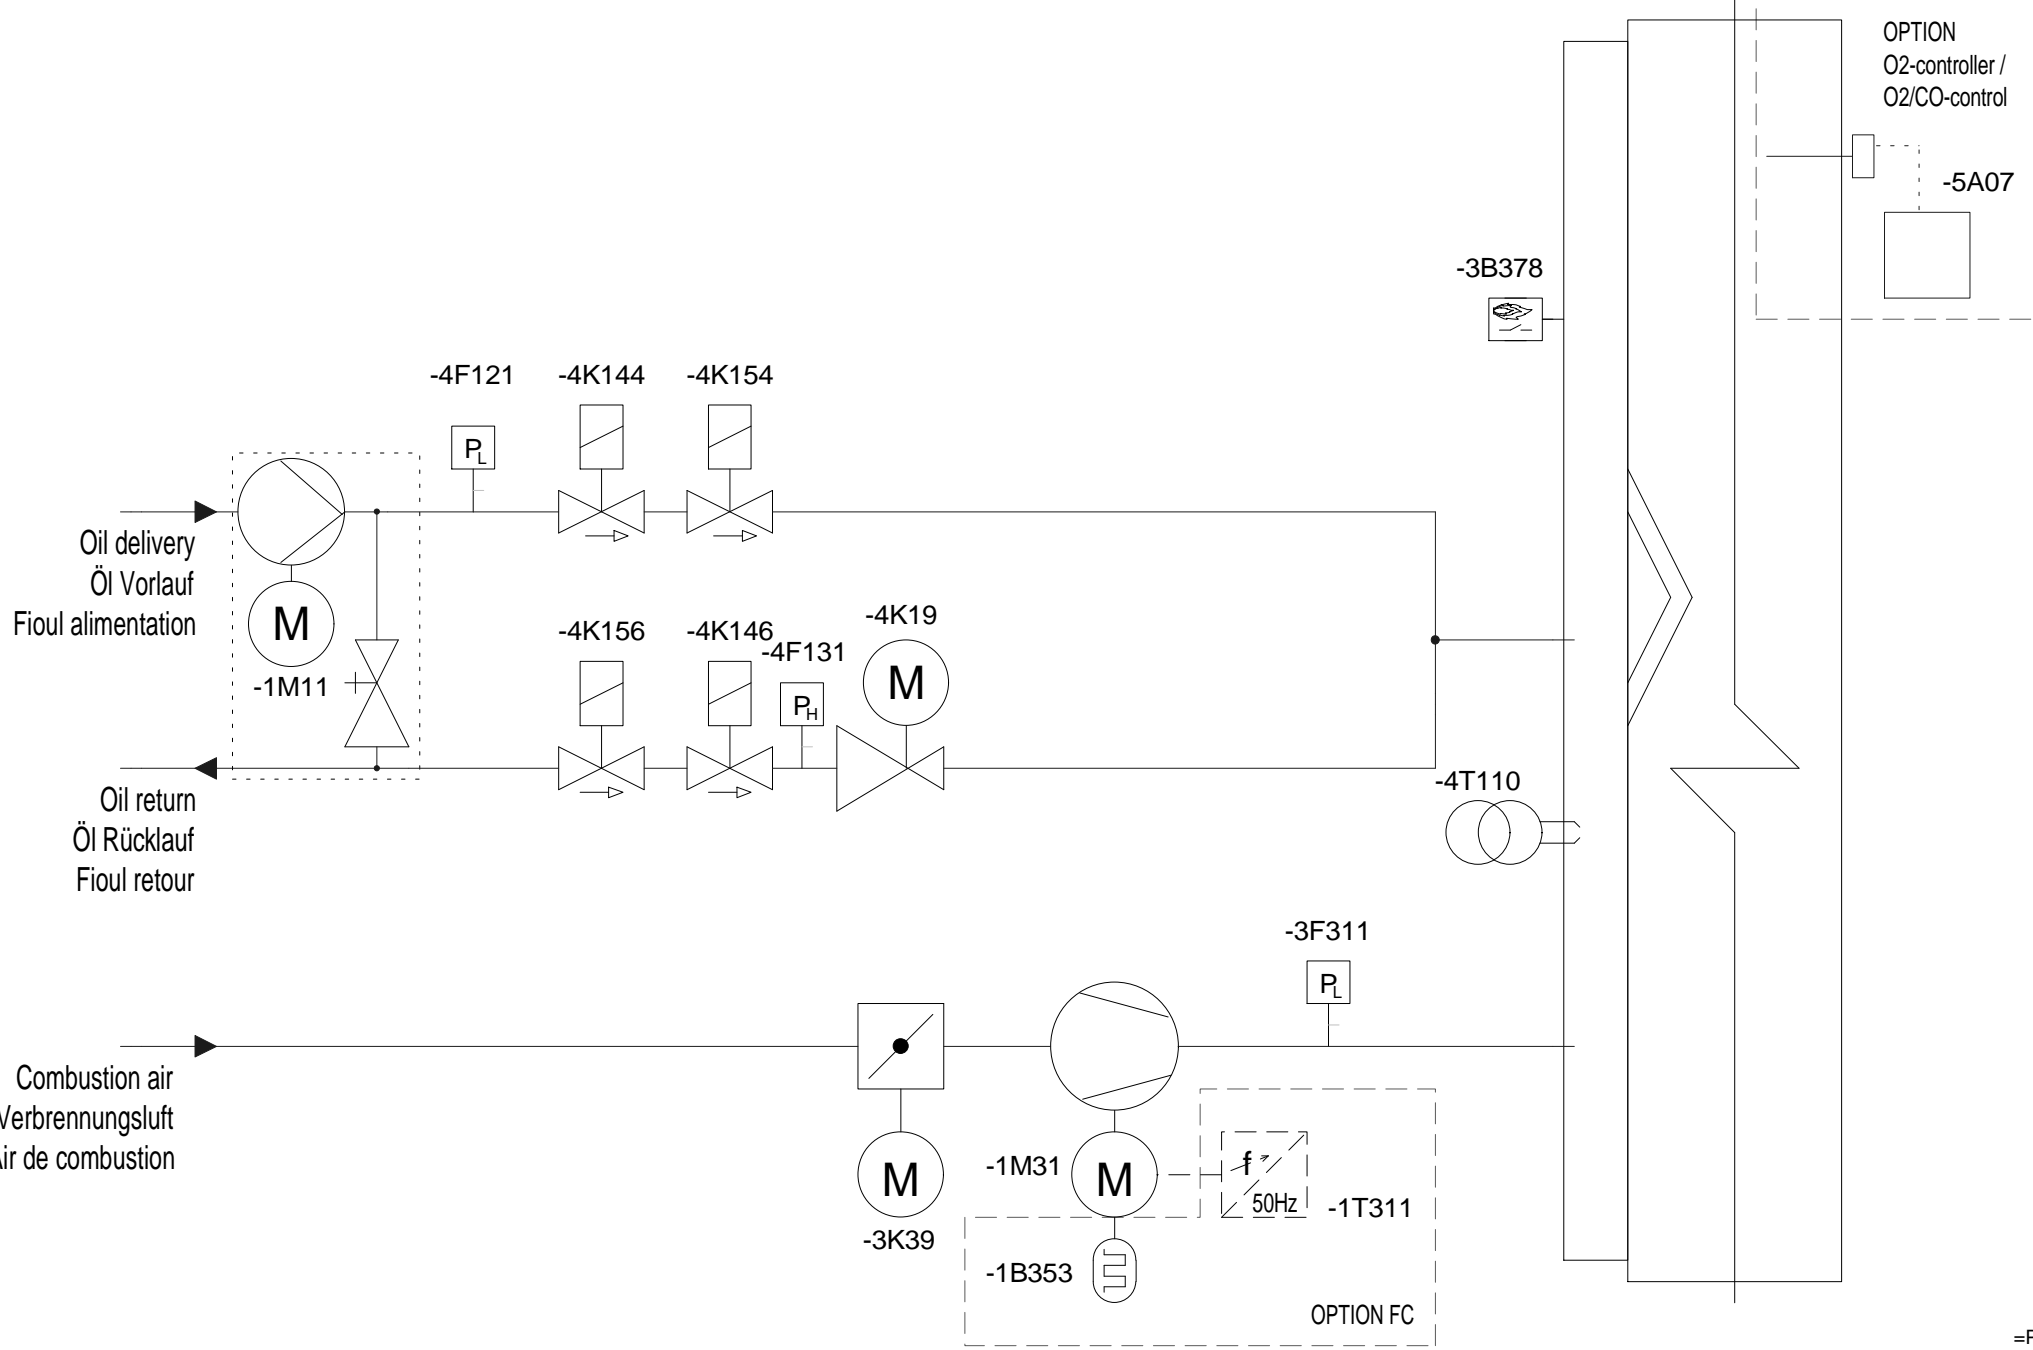 OPTION
O2-controller /
O2/CO-control
-5A07
-3B378
-4F121
-4K144
-4K154
PL
Oil delivery
Öl Vorlauf
Fioul alimentation
M
-1M11
-4K156
-4K146
-4F131
-4K19
PH
M
Oil return
Öl Rücklauf
Fioul retour
-4T110
-3F311
PL
Combustion air
Verbrennungsluft
Air de combustion
M
-3K39
-1M31
M
f
50Hz
-1T311
-1B353
OPTION FC